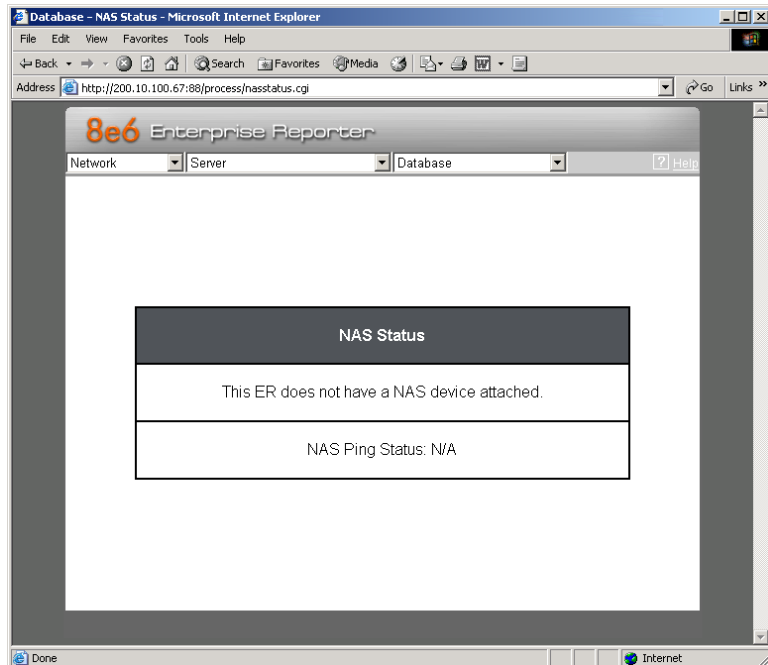 Database - NAS Status - Microsoft Internet Explorer
File Edit View Favorites Tools Help
Back Search Favorites Media
Address http://200.10.100.67:88/process/nasstatus.cgi Go Links »
8e6 Enterprise Reporter
Network Server Database ? Help
NAS Status
This ER does not have a NAS device attached.
NAS Ping Status: N/A
Done Internet